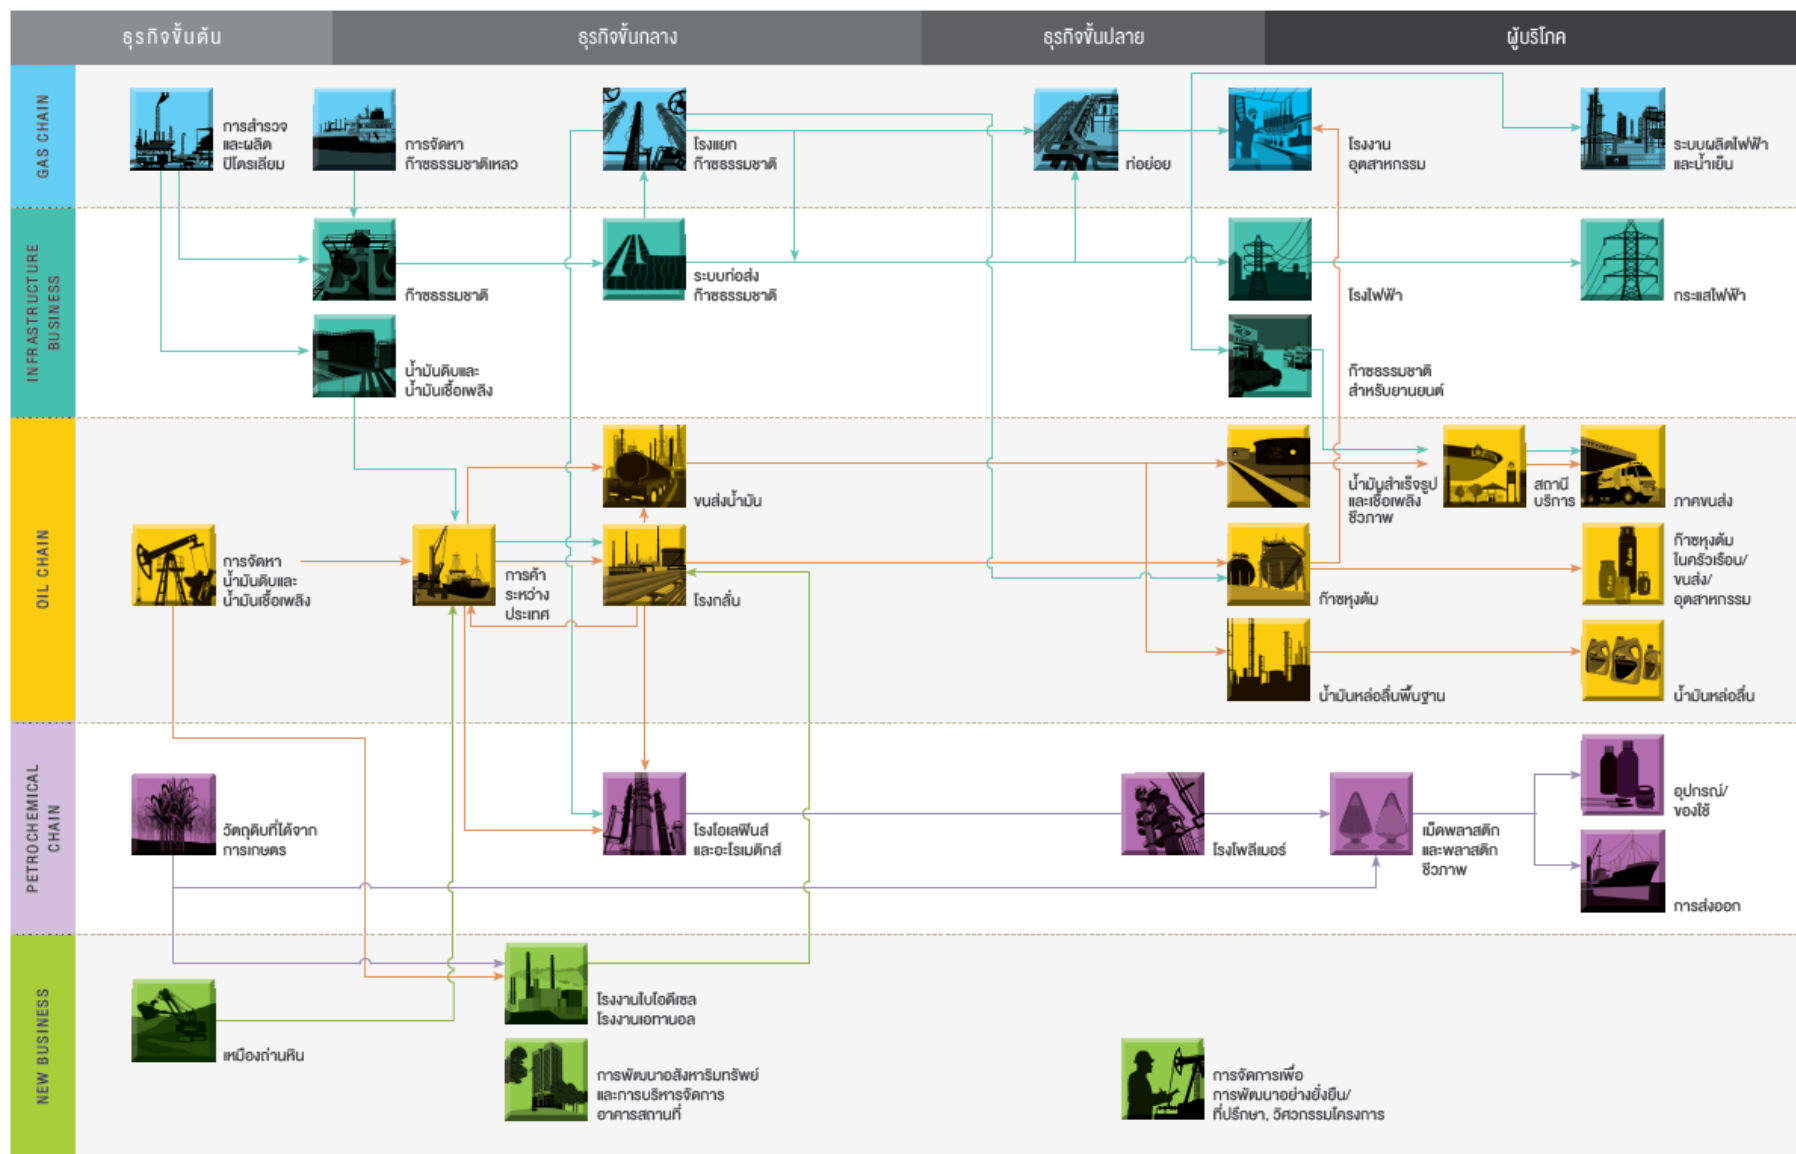 ธุรกิจขั้นต้น
ธุรกิจขั้นกลาง
ธุรกิจขั้นปลาย
ผู้บริโภค
GAS CHAIN
การสำรวจ
และผลิต
ปิโตรเลียม
การจัดหา
ก๊าซธรรมชาติเหลว
โรงแยก
ก๊าซธรรมชาติ
ท่อย่อย
โรงงาน
อุตสาหกรรม
ระบบผลิตไฟฟ้า
และน้ำเย็น
INFRASTRUCTURE
BUSINESS
ก๊าซธรรมชาติ
ระบบท่อส่ง
ก๊าซธรรมชาติ
โรงไฟฟ้า
กระแสไฟฟ้า
น้ำมันดิบและ
น้ำมันเชื้อเพลิง
ก๊าซธรรมชาติ
สำหรับยานยนต์
OIL CHAIN
ขนส่งน้ำมัน
น้ำมันสำเร็จรูป
และเชื้อเพลิง
ชีวภาพ
สถานี
บริการ
ภาคขนส่ง
การจัดหา
น้ำมันดิบและ
น้ำมันเชื้อเพลิง
การค้า
ระหว่าง
ประเทศ
โรงกลั่น
ก๊าซหุงต้ม
ก๊าซหุงต้ม
ในครัวเรือน/
ขนส่ง/
อุตสาหกรรม
น้ำมันหล่อลื่นพื้นฐาน
น้ำมันหล่อลื่น
PETROCHEMICAL
CHAIN
วัตถุดิบที่ได้จาก
การเกษตร
โรงโอเลฟินส์
และอะโรเมติกส์
โรงโพลีเมอร์
เม็ดพลาสติก
และพลาสติก
ชีวภาพ
อุปกรณ์/
ของใช้
การส่งออก
NEW BUSINESS
เหมืองถ่านหิน
โรงงานไบโอดีเซล
โรงงานเอทานอล
การพัฒนาอสังหาริมทรัพย์
และการบริหารจัดการ
อาคารสถานที่
การจัดการเพื่อ
การพัฒนาอย่างยั่งยืน/
ที่ปรึกษา, วิศวกรรมโครงการ